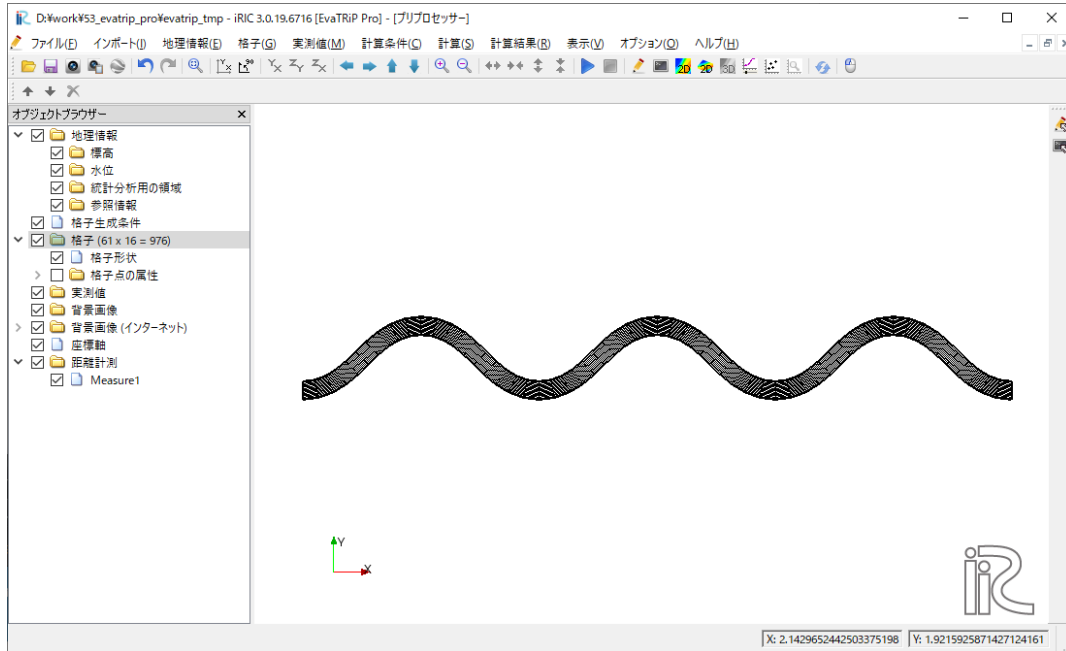 D:¥work¥53_evatrip_pro¥evatrip_tmp - iRIC 3.0.19.6716 [EvaTRiP Pro] - [プリプロセッサー]
ファイル(F) インポート(I) 地理情報(E) 格子(G) 実測値(M) 計算条件(C) 計算(S) 計算結果(R) 表示(V) オプション(O) ヘルプ(H)
オブジェクトブラウザー
地理情報
標高
水位
統計分析用の領域
参照情報
格子生成条件
格子 (61 x 16 = 976)
格子形状
格子点の属性
実測値
背景画像
背景画像 (インターネット)
座標軸
距離計測
Measure1
Y
X
iRIC
X: 2.1429652442503375198 Y: 1.9215925871427124161